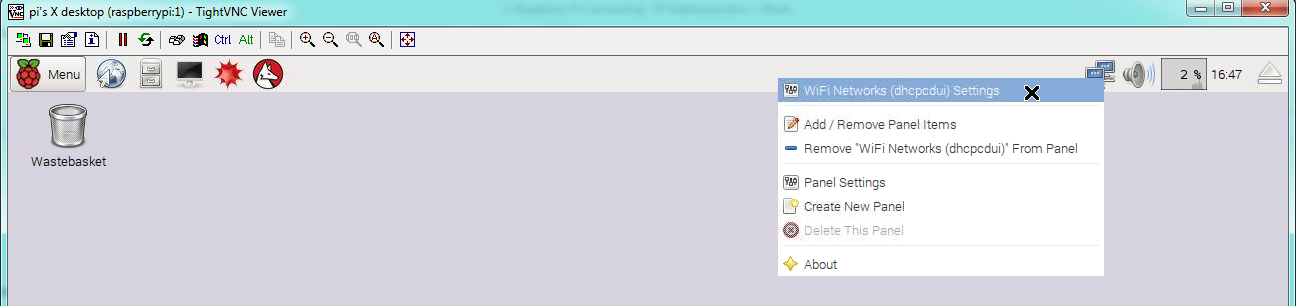 pi's X desktop (raspberrypi:1) - TightVNC Viewer
Ctrl Alt
Menu
2 % 16:47
WiFi Networks (dhcpcdui) Settings
Add / Remove Panel Items
Remove "WiFi Networks (dhcpcdui)" From Panel
Panel Settings
Create New Panel
Delete This Panel
About
Wastebasket